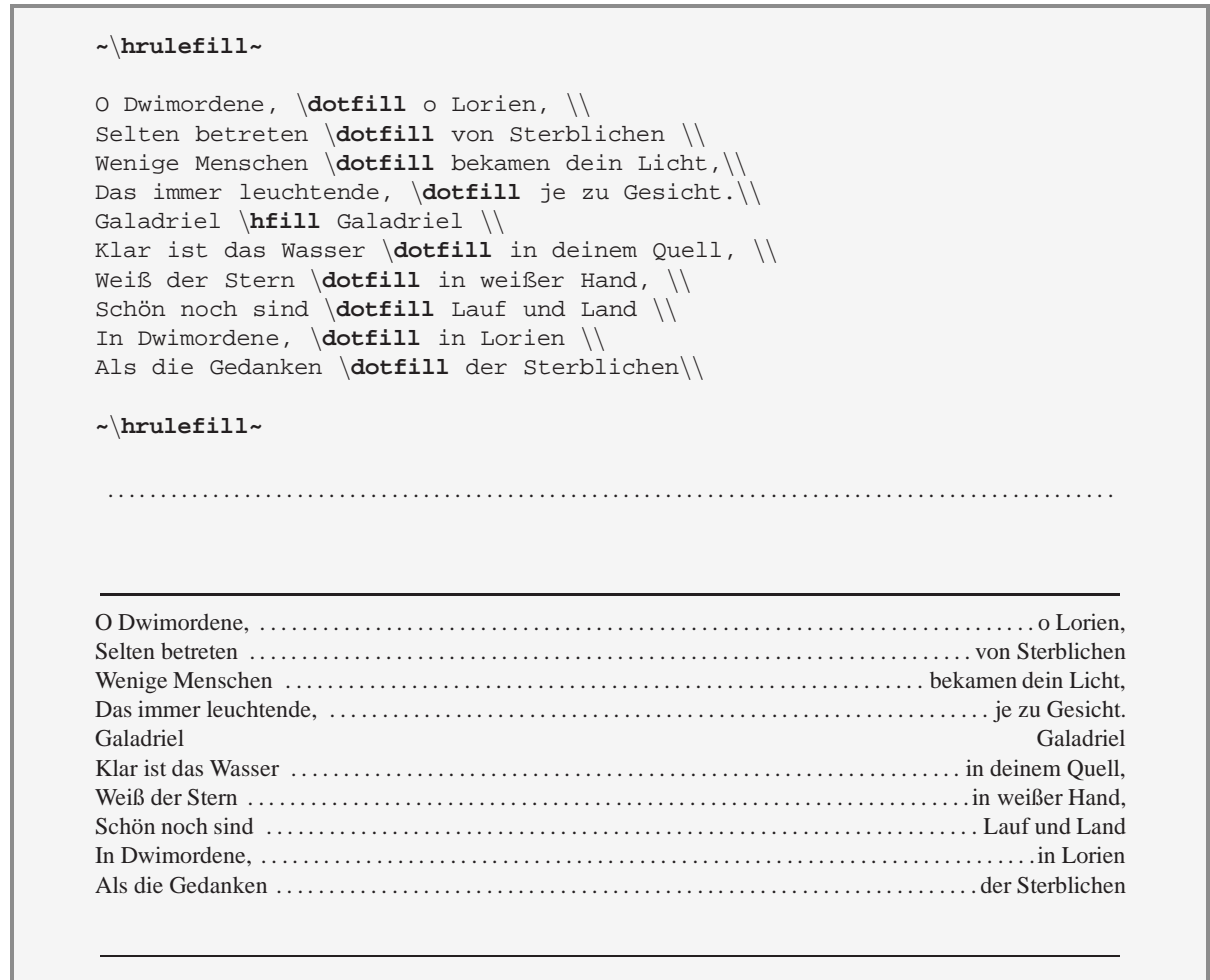 ~\hrulefill~
O Dwimordene, \dotfill o Lorien, \\
Selten betreten \dotfill von Sterblichen \\
Wenige Menschen \dotfill bekamen dein Licht,\\
Das immer leuchtende, \dotfill je zu Gesicht.\\
Galadriel \hfill Galadriel \\
Klar ist das Wasser \dotfill in deinem Quell, \\
Weiß der Stern \dotfill in weißer Hand, \\
Schön noch sind \dotfill Lauf und Land \\
In Dwimordene, \dotfill in Lorien \\
Als die Gedanken \dotfill der Sterblichen\\
~\hrulefill~
O Dwimordene, ........................................ o Lorien,
Selten betreten ........................................ von Sterblichen
Wenige Menschen ........................................ bekamen dein Licht,
Das immer leuchtende, ........................................ je zu Gesicht.
Galadriel Galadriel
Klar ist das Wasser ........................................ in deinem Quell,
Weiß der Stern ........................................ in weißer Hand,
Schön noch sind ........................................ Lauf und Land
In Dwimordene, ........................................ in Lorien
Als die Gedanken ........................................ der Sterblichen